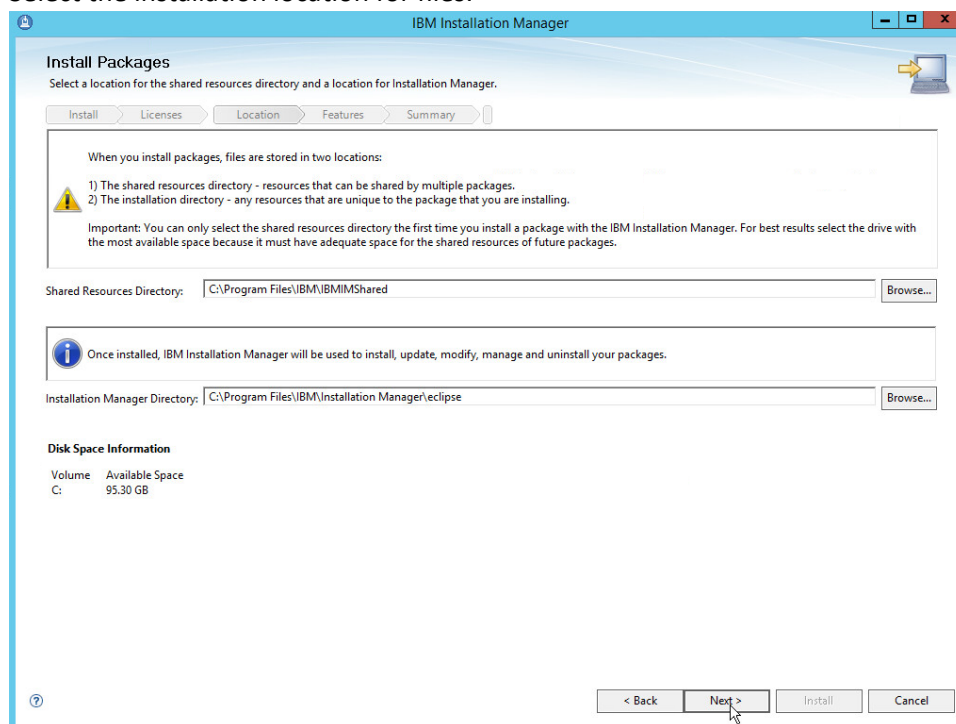 Select the installation location for files.
IBM Installation Manager
Install Packages
Select a location for the shared resources directory and a location for Installation Manager.
Install
Licenses
Location
Features
Summary
When you install packages, files are stored in two locations:
1) The shared resources directory - resources that can be shared by multiple packages.
2) The installation directory - any resources that are unique to the package that you are installing.
Important: You can only select the shared resources directory the first time you install a package with the IBM Installation Manager. For best results select the drive with
the most available space because it must have adequate space for the shared resources of future packages.
Shared Resources Directory: C:\Program Files\IBM\IBMIMShared Browse...
Once installed, IBM Installation Manager will be used to install, update, modify, manage and uninstall your packages.
Installation Manager Directory: C:\Program Files\IBM\Installation Manager\eclipse Browse...
Disk Space Information
Volume Available Space
C: 95.30 GB
? < Back Next > Install Cancel